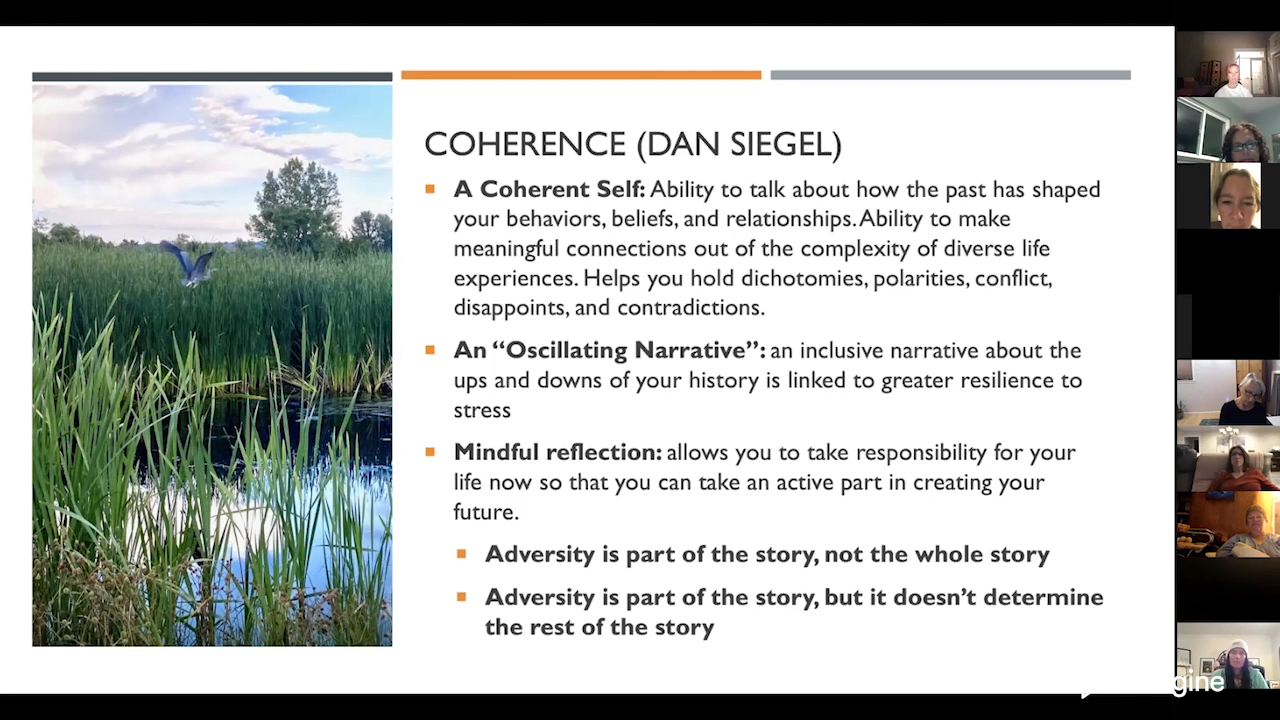 COHERENCE (DAN SIEGEL)
A Coherent Self: Ability to talk about how the past has shaped
your behaviors, beliefs, and relationships. Ability to make
meaningful connections out of the complexity of diverse life
experiences. Helps you hold dichotomies, polarities, conflict,
disappoints, and contradictions.
An “Oscillating Narrative”: an inclusive narrative about the
ups and downs of your history is linked to greater resilience to
stress
Mindful reflection: allows you to take responsibility for your
life now so that you can take an active part in creating your
future.
Adversity is part of the story, not the whole story
Adversity is part of the story, but it doesn’t determine
the rest of the story